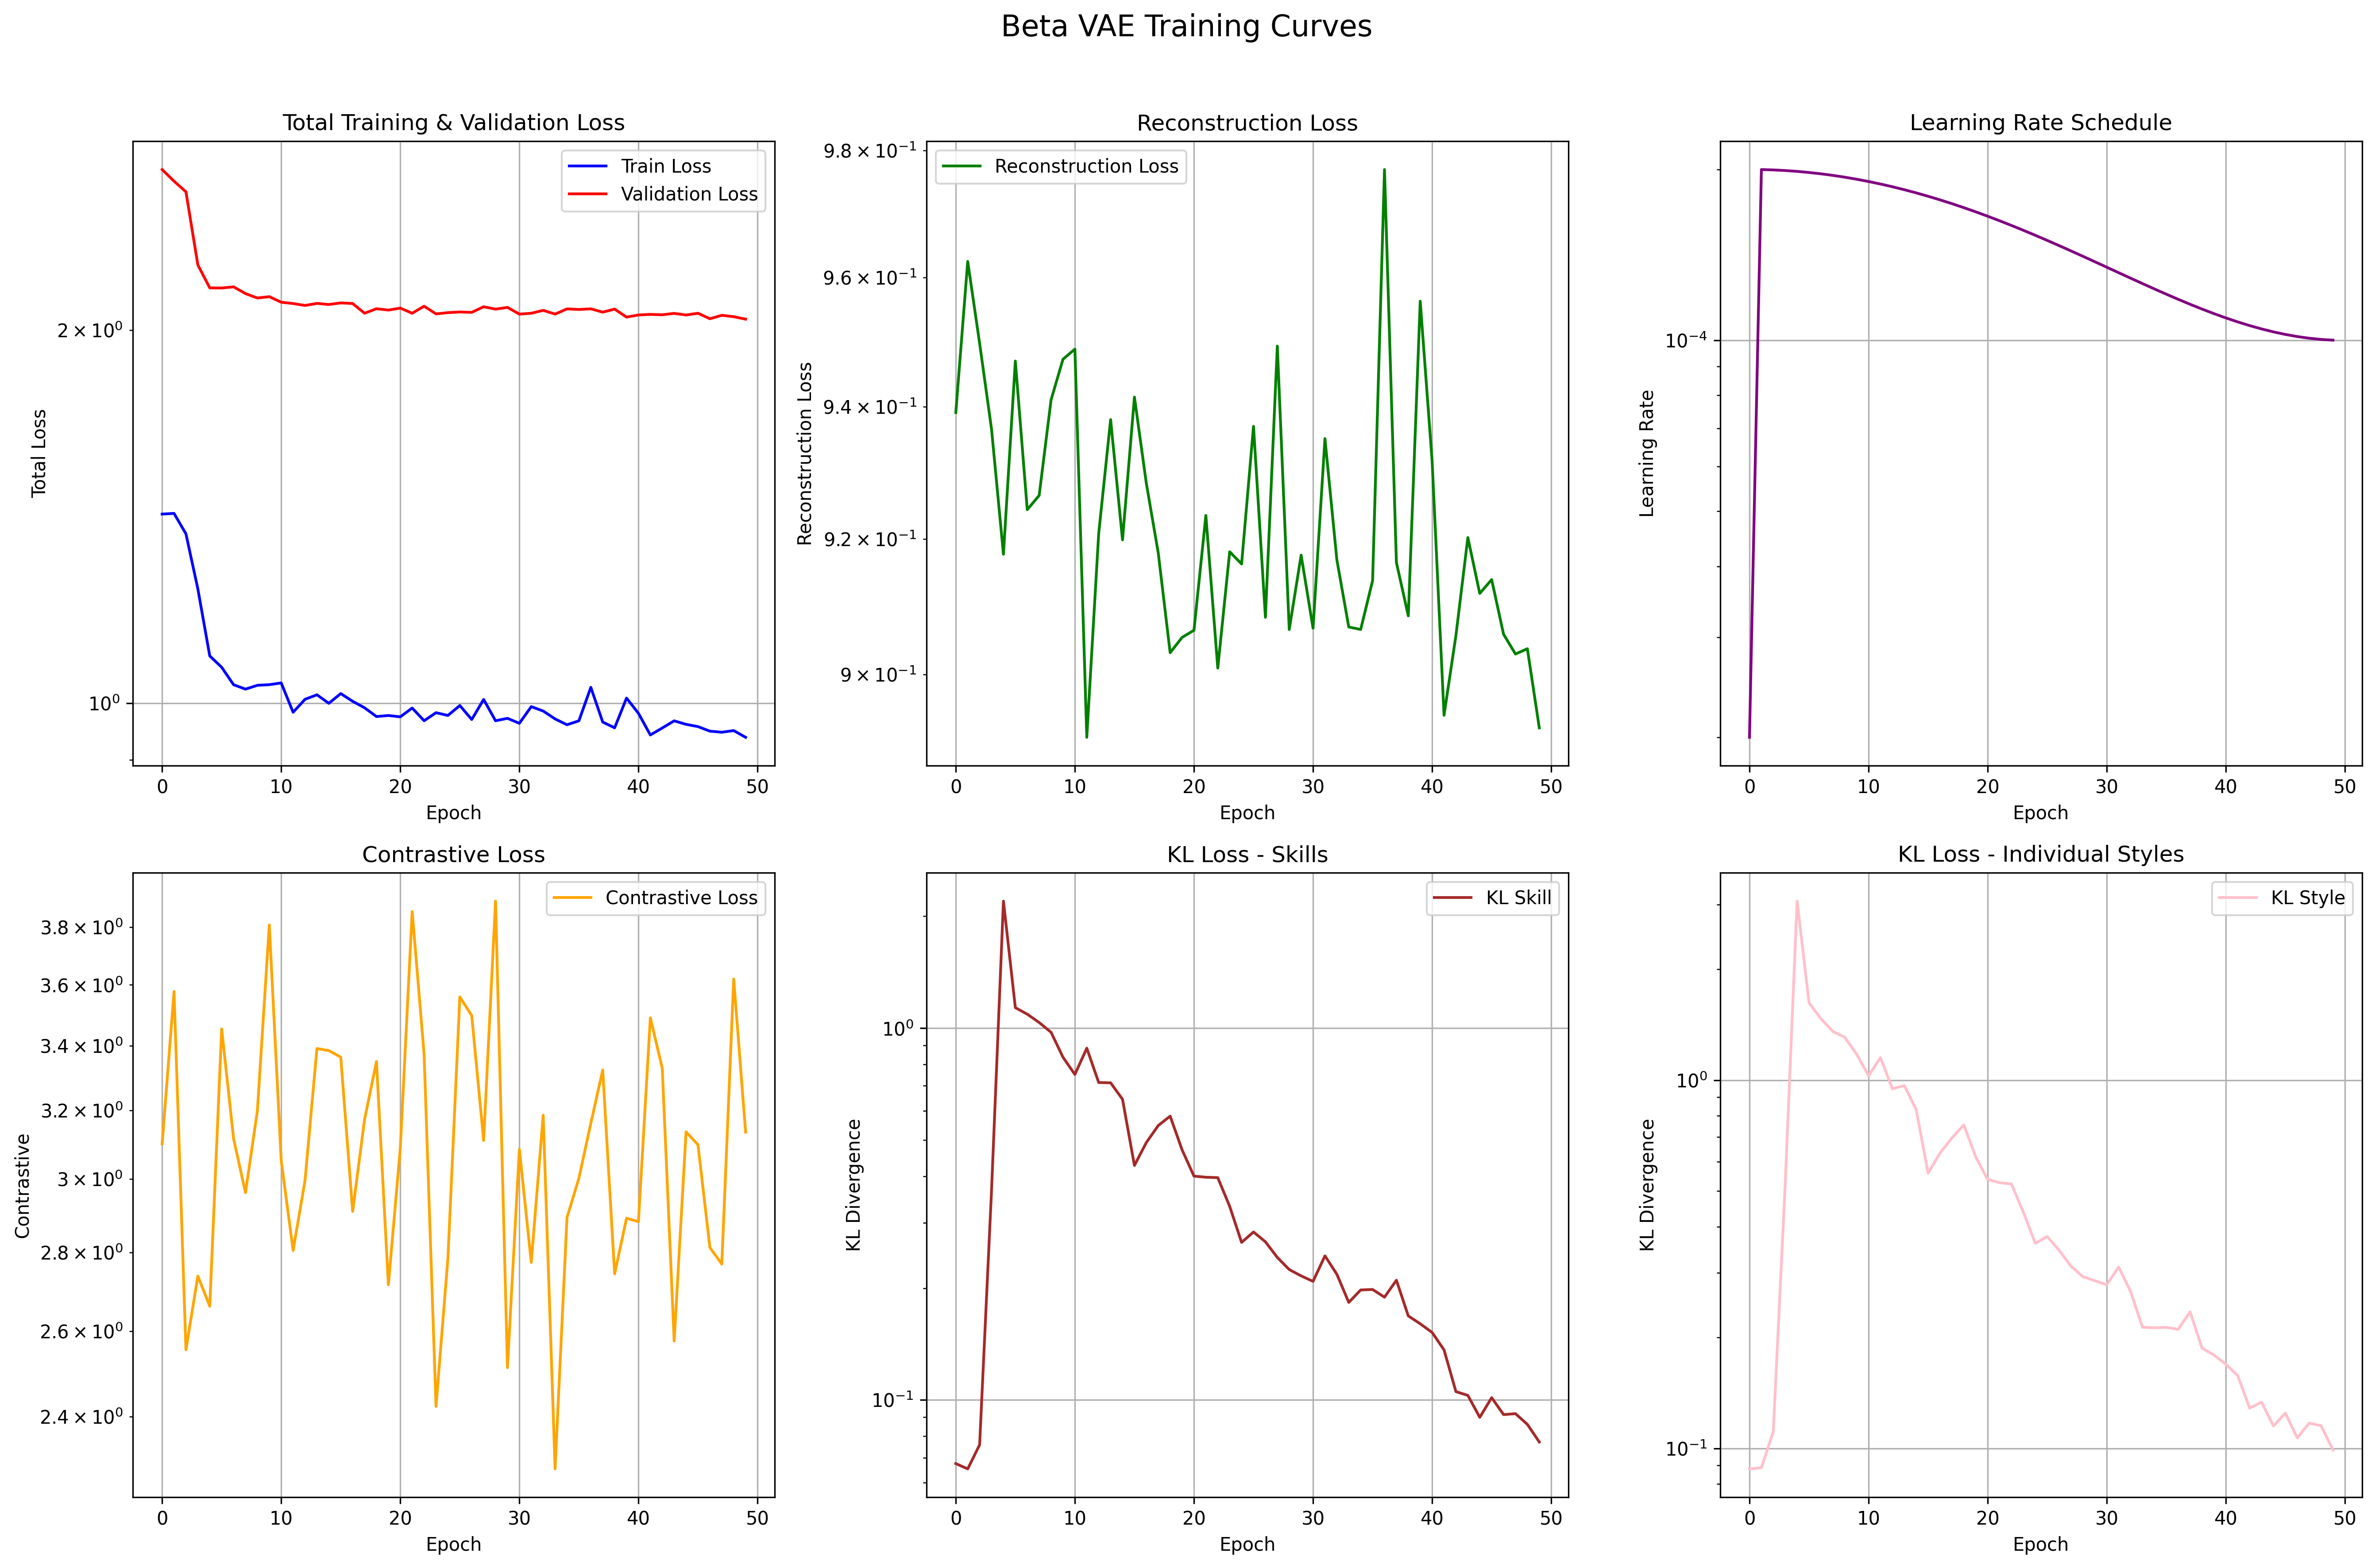 Beta VAE Training Curves
Total Training & Validation Loss
Train Loss
Validation Loss
2 × 10⁰
10⁰
Total Loss
0 10 20 30 40 50
Epoch
Reconstruction Loss
Reconstruction Loss
9.8 × 10⁻¹
9.6 × 10⁻¹
9.4 × 10⁻¹
9.2 × 10⁻¹
9 × 10⁻¹
Reconstruction Loss
0 10 20 30 40 50
Epoch
Learning Rate Schedule
10⁻⁴
Learning Rate
0 10 20 30 40 50
Epoch
Contrastive Loss
Contrastive Loss
3.8 × 10⁰
3.6 × 10⁰
3.4 × 10⁰
3.2 × 10⁰
3 × 10⁰
2.8 × 10⁰
2.6 × 10⁰
2.4 × 10⁰
Contrastive
0 10 20 30 40 50
Epoch
KL Loss - Skills
KL Skill
10⁰
10⁻¹
KL Divergence
0 10 20 30 40 50
Epoch
KL Loss - Individual Styles
KL Style
10⁰
10⁻¹
KL Divergence
0 10 20 30 40 50
Epoch